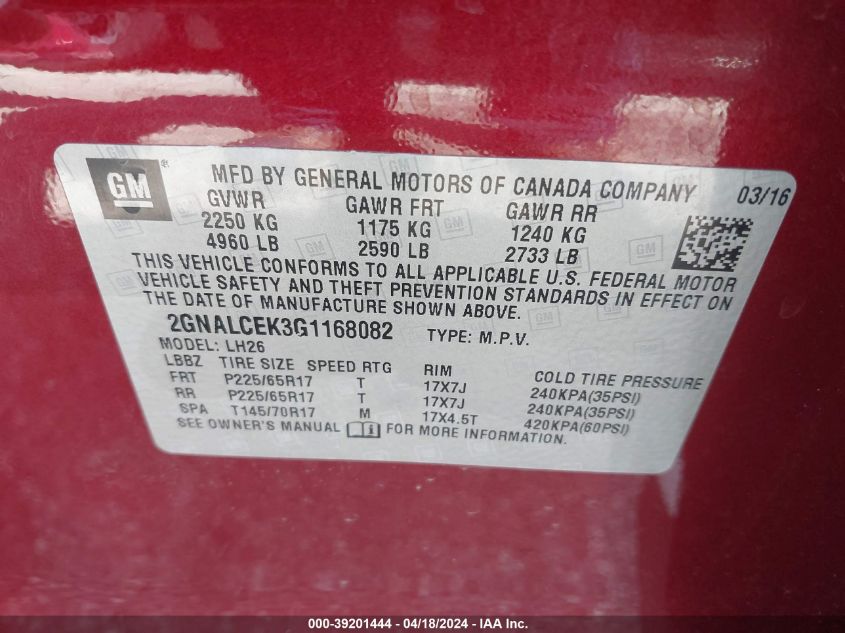 GM ® MFD BY GENERAL MOTORS OF CANADA COMPANY 03/16
GVWR GAWR FRT GAWR RR
2250 KG 1175 KG 1240 KG
4960 LB 2590 LB 2733 LB
THIS VEHICLE CONFORMS TO ALL APPLICABLE U.S. FEDERAL MOTOR
VEHICLE SAFETY AND THEFT PREVENTION STANDARDS IN EFFECT ON
THE DATE OF MANUFACTURE SHOWN ABOVE.
2GNALCEK3G1168082 TYPE: M.P.V.
MODEL: LH26
LBBZ TIRE SIZE SPEED RTG RIM COLD TIRE PRESSURE
FRT P225/65R17 T 17X7J 240KPA(35PSI)
RR P225/65R17 T 17X7J 240KPA(35PSI)
SPA T145/70R17 M 17X4.5T 420KPA(60PSI)
SEE OWNER'S MANUAL i FOR MORE INFORMATION.
000-39201444 - 04/18/2024 - IAA Inc.